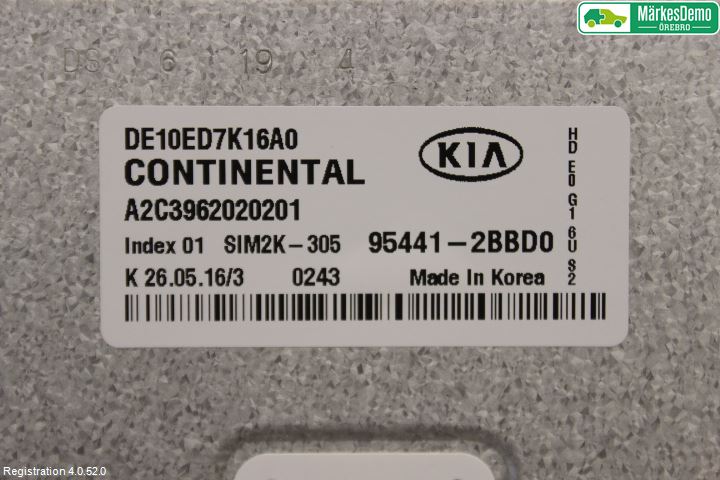 MärkesDemo
ÖREBRO
DS 6 19 4
DE10ED7K16A0
CONTINENTAL
KIA
A2C3962020201
Index 01 SIM2K-305 95441-2BBD0
K 26.05.16/3 0243 Made In Korea
HD E0 G1 6U S2
Registration 4.0.52.0